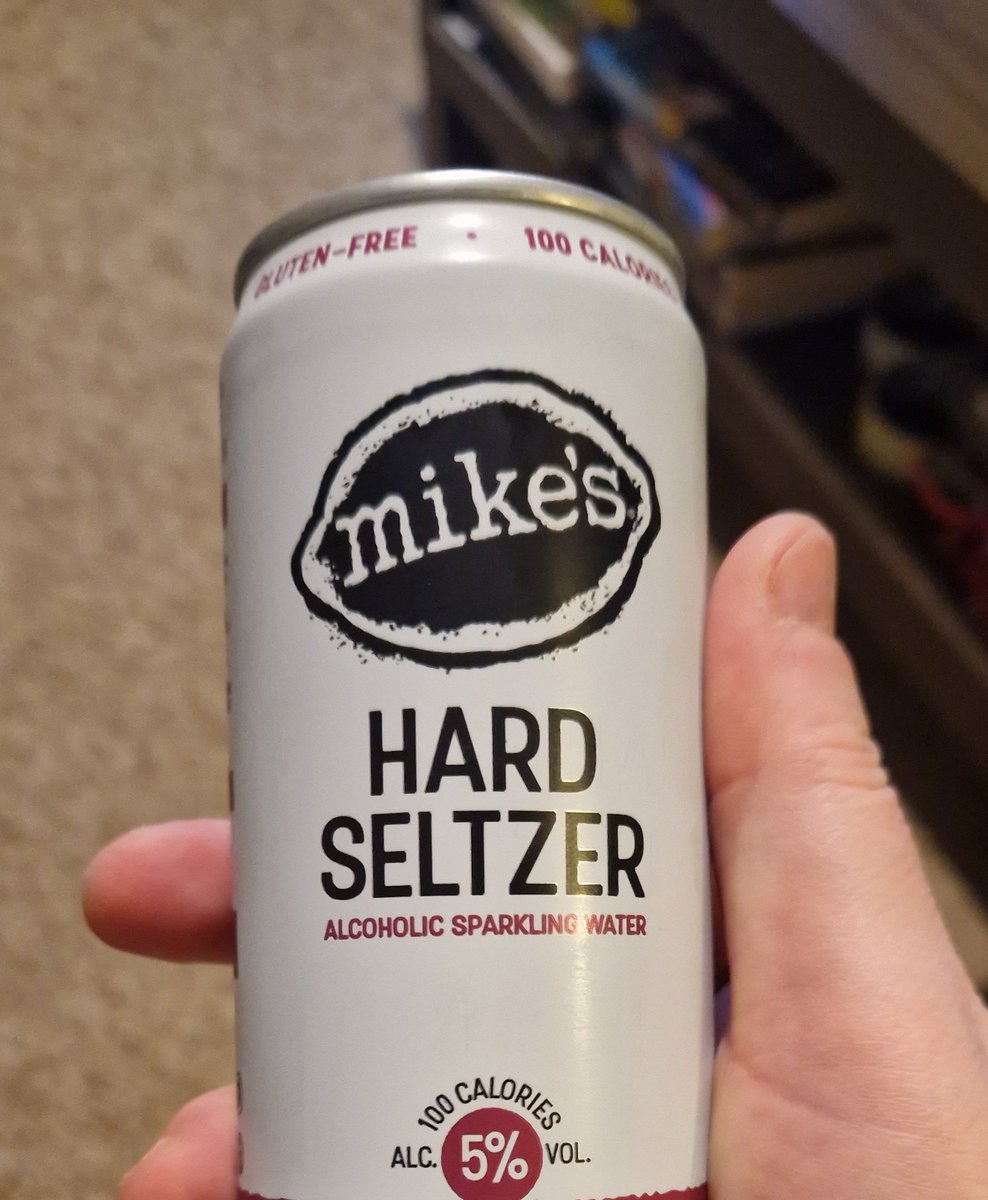 GLUTEN-FREE • 100 CALORIES
mike's
HARD
SELTZER
ALCOHOLIC SPARKLING WATER
100 CALORIES
ALC. 5% VOL.